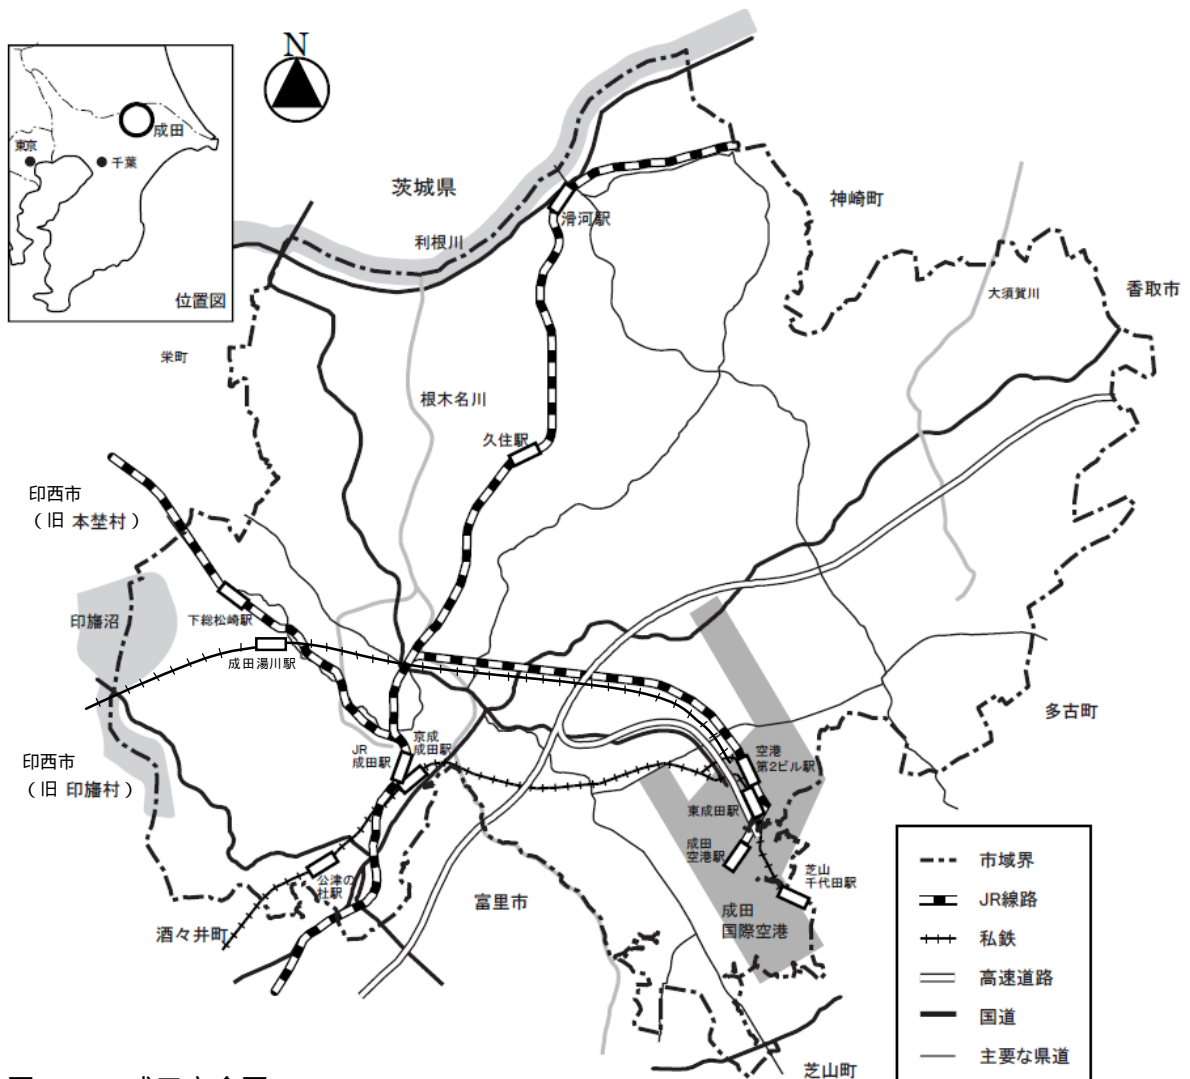 N
成田
東京
千葉
位置図
茨城県
神崎町
滑河駅
利根川
大須賀川
香取市
栄町
根木名川
久住駅
印西市
（旧 本埜村）
印旛沼
下総松崎駅
成田湯川駅
多古町
印西市
（旧 印旛村）
JR
成田駅
京成
成田駅
空港
第2ビル駅
東成田駅
成田
空港駅
芝山
千代田駅
公津の
杜駅
富里市
成田
国際空港
酒々井町
芝山町
市域界
JR線路
私鉄
高速道路
国道
主要な県道